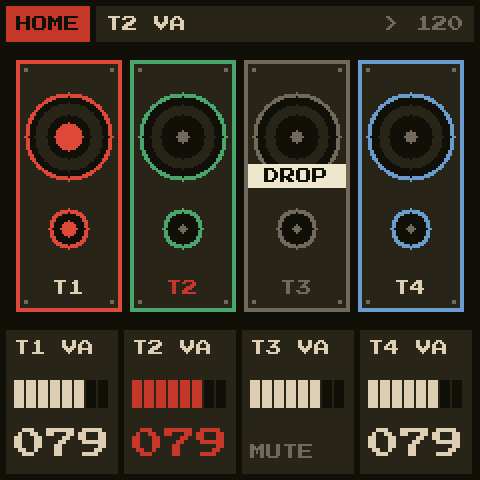 HOME T2 VA > 120
DROP
T1 T2 T3 T4
T1 VA T2 VA T3 VA T4 VA
079 079 MUTE 079